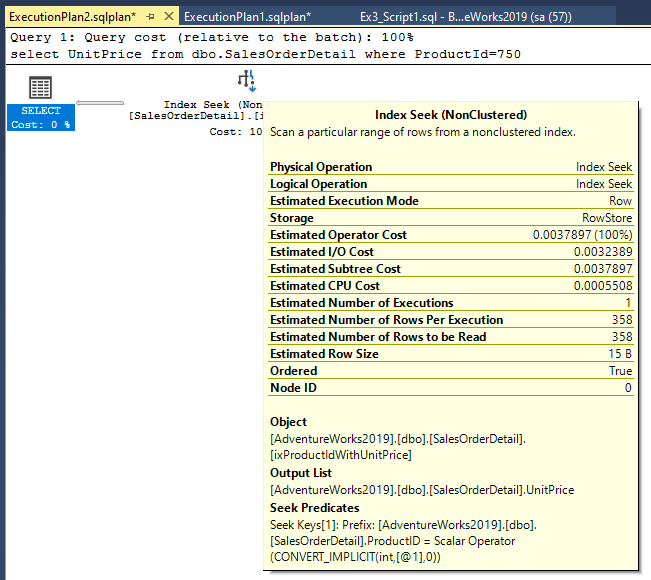 ExecutionPlan2.sqlplan* ExecutionPlan1.sqlplan* Ex3_Script1.sql - B...eWorks2019 (sa (57))
Query 1: Query cost (relative to the batch): 100%
select UnitPrice from dbo.SalesOrderDetail where ProductId=750
SELECT
Cost: 0 %
Index Seek (Non
[SalesOrderDetail].[i
Cost: 10
Index Seek (NonClustered)
Scan a particular range of rows from a nonclustered index.
Physical Operation Index Seek
Logical Operation Index Seek
Estimated Execution Mode Row
Storage RowStore
Estimated Operator Cost 0.0037897 (100%)
Estimated I/O Cost 0.0032389
Estimated Subtree Cost 0.0037897
Estimated CPU Cost 0.0005508
Estimated Number of Executions 1
Estimated Number of Rows Per Execution 358
Estimated Number of Rows to be Read 358
Estimated Row Size 15 B
Ordered True
Node ID 0
Object
[AdventureWorks2019].[dbo].[SalesOrderDetail].
[ixProductIdWithUnitPrice]
Output List
[AdventureWorks2019].[dbo].[SalesOrderDetail].UnitPrice
Seek Predicates
Seek Keys[1]: Prefix: [AdventureWorks2019].[dbo].
[SalesOrderDetail].ProductID = Scalar Operator
(CONVERT_IMPLICIT(int,[@1],0))